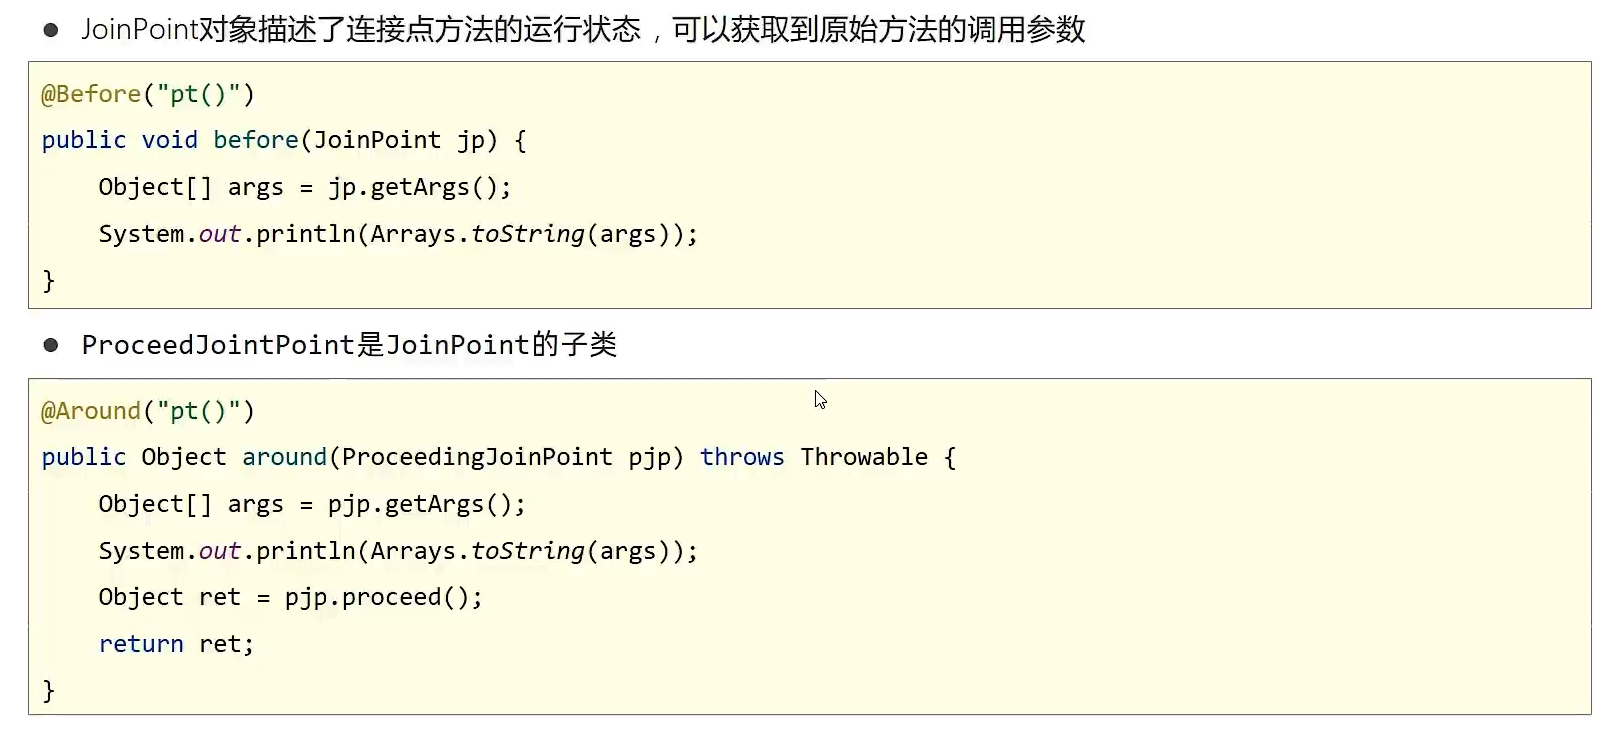 ● JoinPoint对象描述了连接点方法的运行状态，可以获取到原始方法的调用参数
@Before("pt()")
public void before(JoinPoint jp) {
    Object[] args = jp.getArgs();
    System.out.println(Arrays.toString(args));
}
● ProceedJointPoint是JoinPoint的子类
@Around("pt()")
public Object around(ProceedingJoinPoint pjp) throws Throwable {
    Object[] args = pjp.getArgs();
    System.out.println(Arrays.toString(args));
    Object ret = pjp.proceed();
    return ret;
}